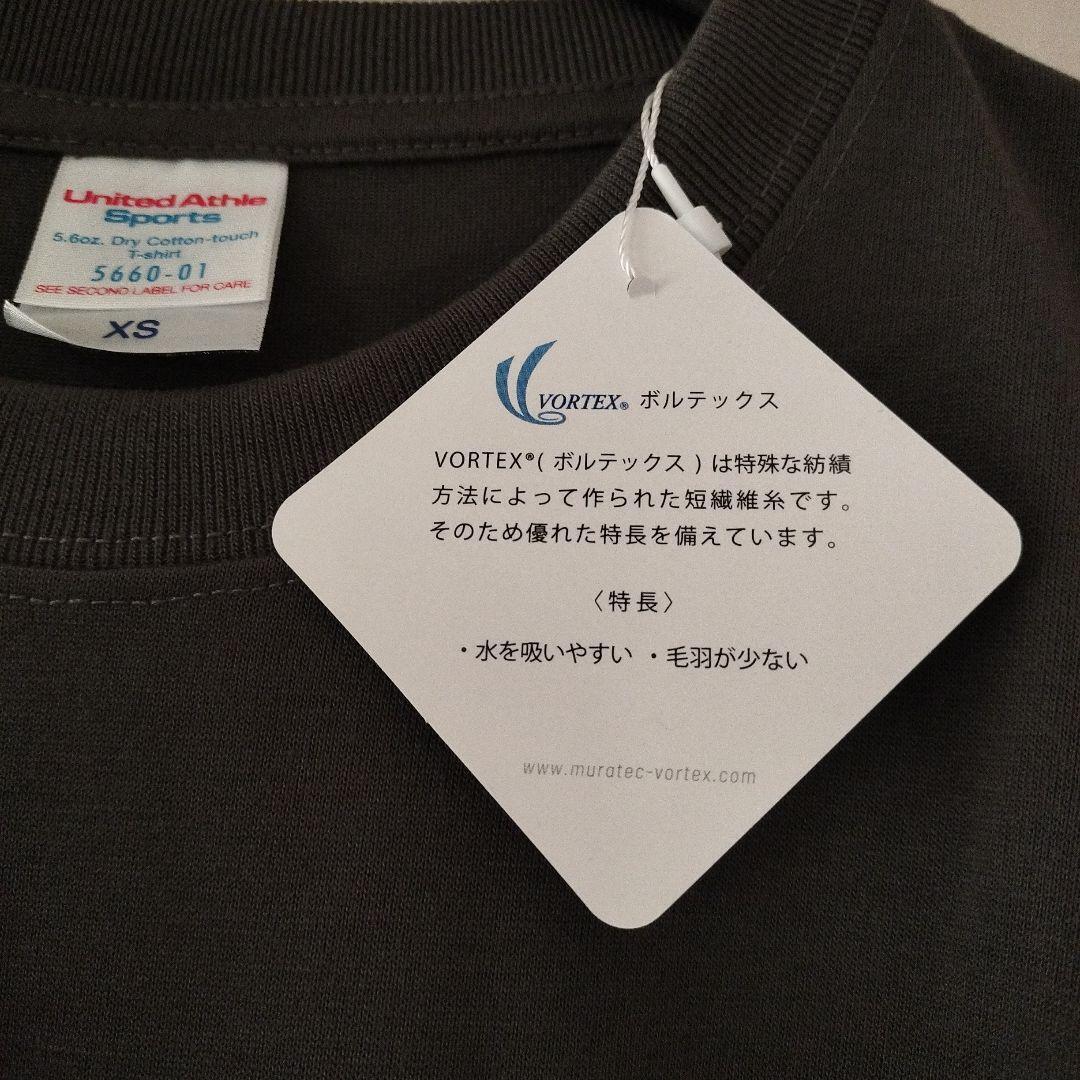 United Athle
Sports
5.6oz. Dry Cotton-touch
T-shirt
5660-01
SEE SECOND LABEL FOR CARE
XS
VORTEX® ボルテックス
VORTEX®( ボルテックス ) は特殊な紡績
方法によって作られた短繊維糸です。
そのため優れた特長を備えています。
〈特長〉
・水を吸いやすい ・毛羽が少ない
www.muratec-vortex.com